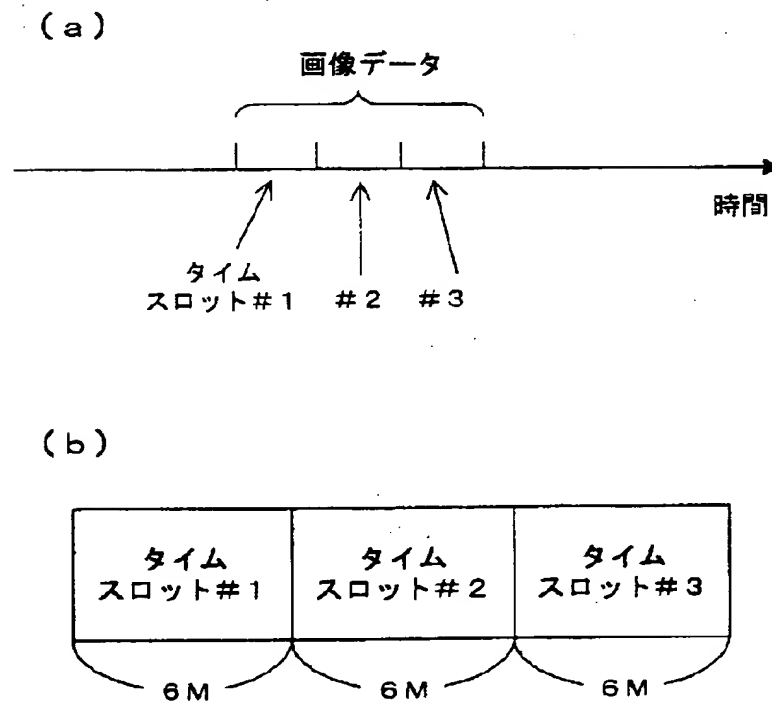 (a)
画像データ
時間
タイム
スロット#1 #2 #3
(b)
タイム
スロット#1
タイム
スロット#2
タイム
スロット#3
6M 6M 6M